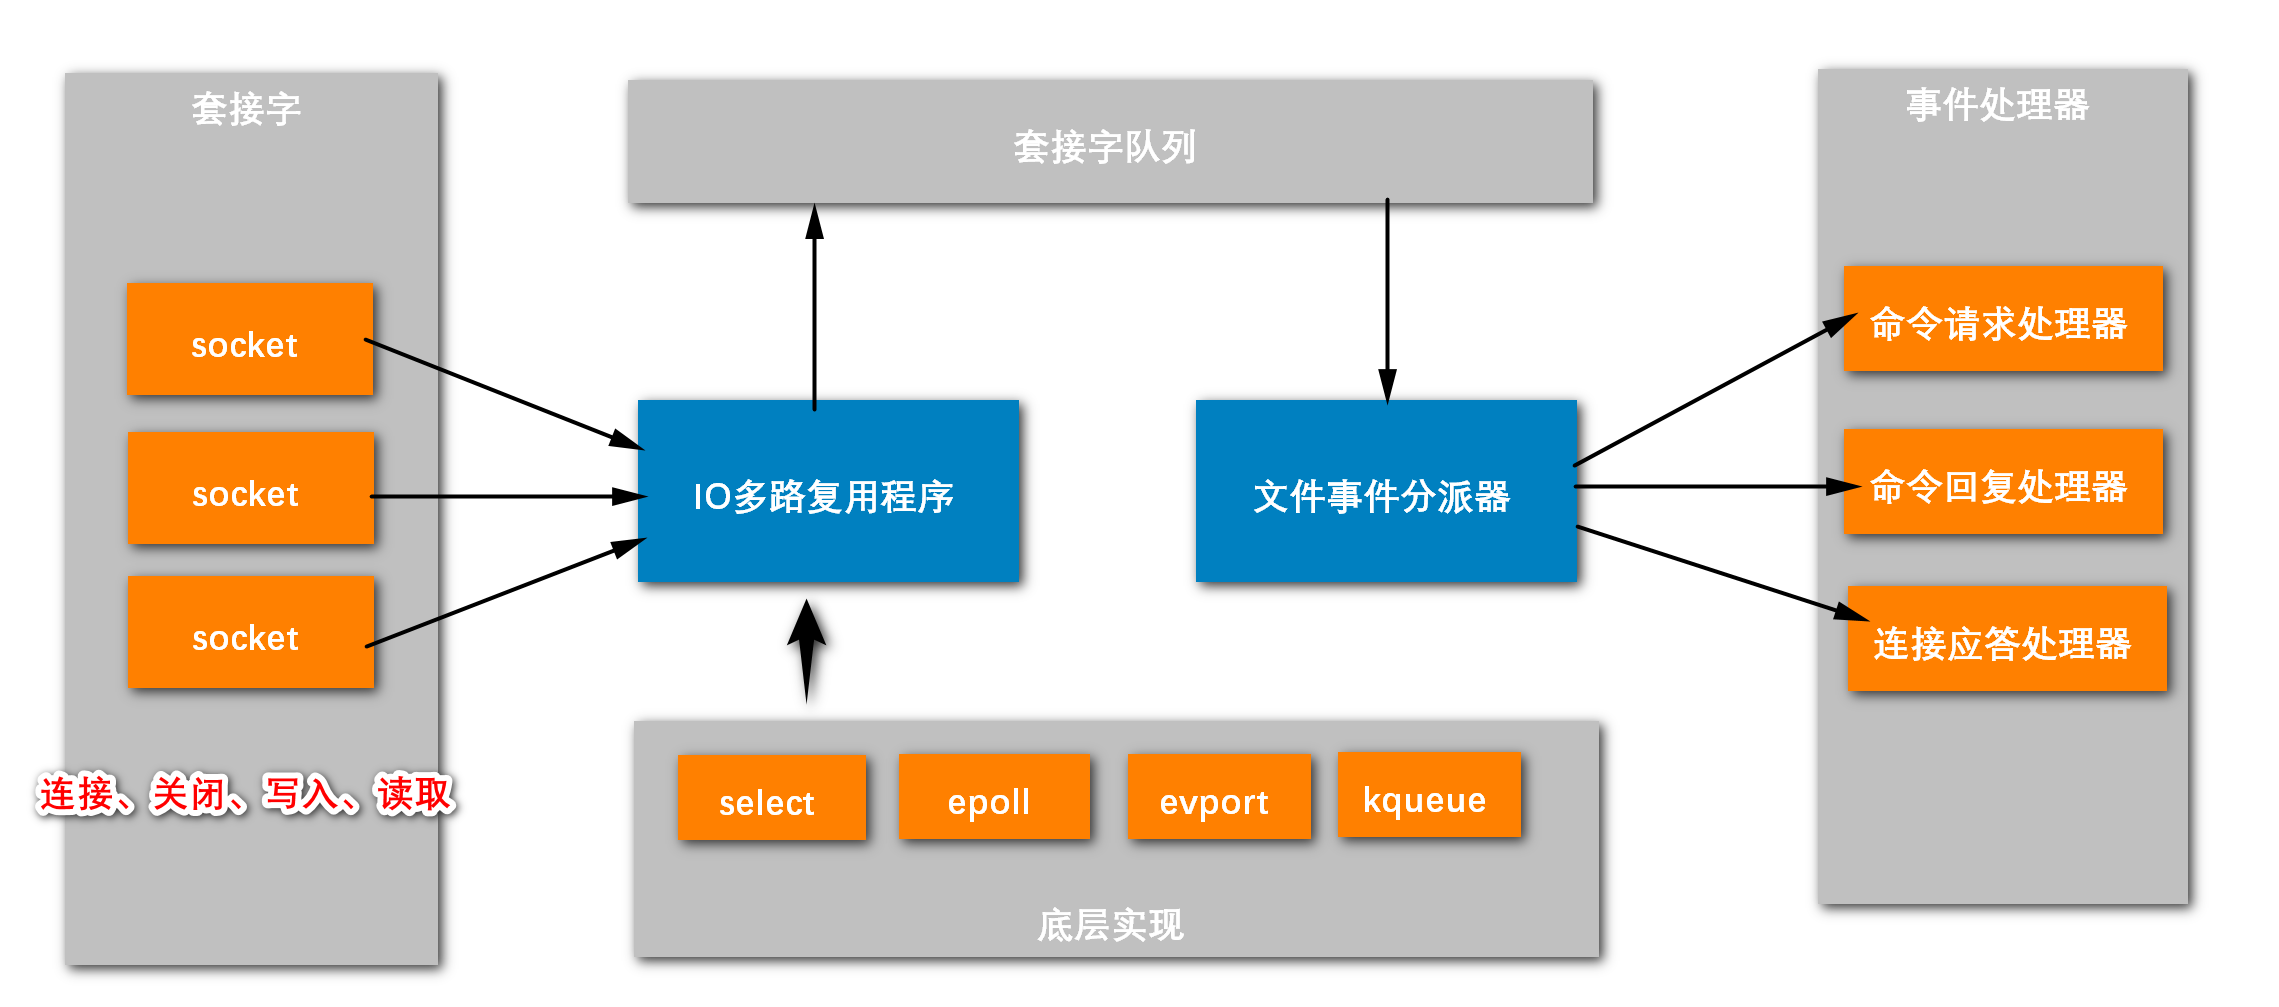 套接字
socket
socket
socket
连接、关闭、写入、读取
套接字队列
IO多路复用程序
文件事件分派器
select
epoll
evport
kqueue
底层实现
事件处理器
命令请求处理器
命令回复处理器
连接应答处理器